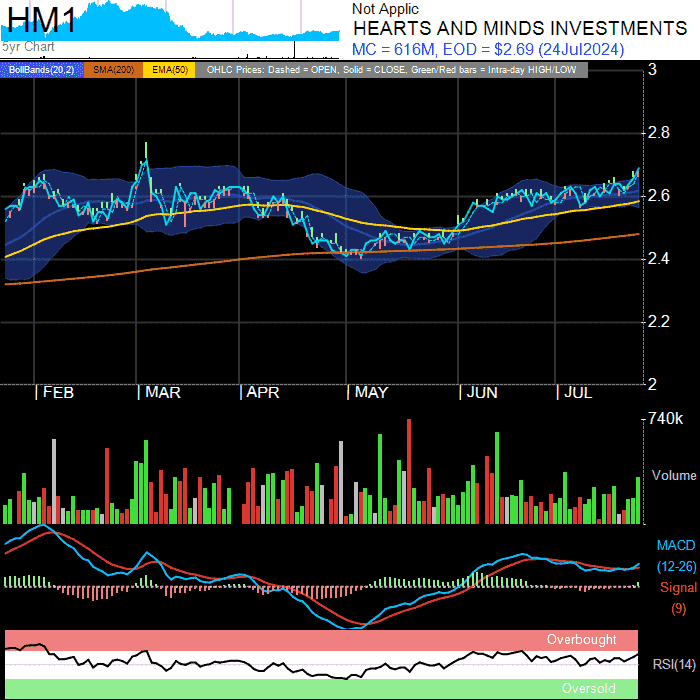 HM1
5yr Chart
Not Applic
HEARTS AND MINDS INVESTMENTS
MC = 616M, EOD = $2.69 (24Jul2024)
BollBands(20,2) SMA(200) EMA(50) OHLC Prices: Dashed = OPEN, Solid = CLOSE, Green/Red bars = Intra-day HIGH/LOW
3
2.8
2.6
2.4
2.2
2
FEB MAR APR MAY JUN JUL
740k
Volume
MACD
(12-26)
Signal
(9)
Overbought
RSI(14)
Oversold